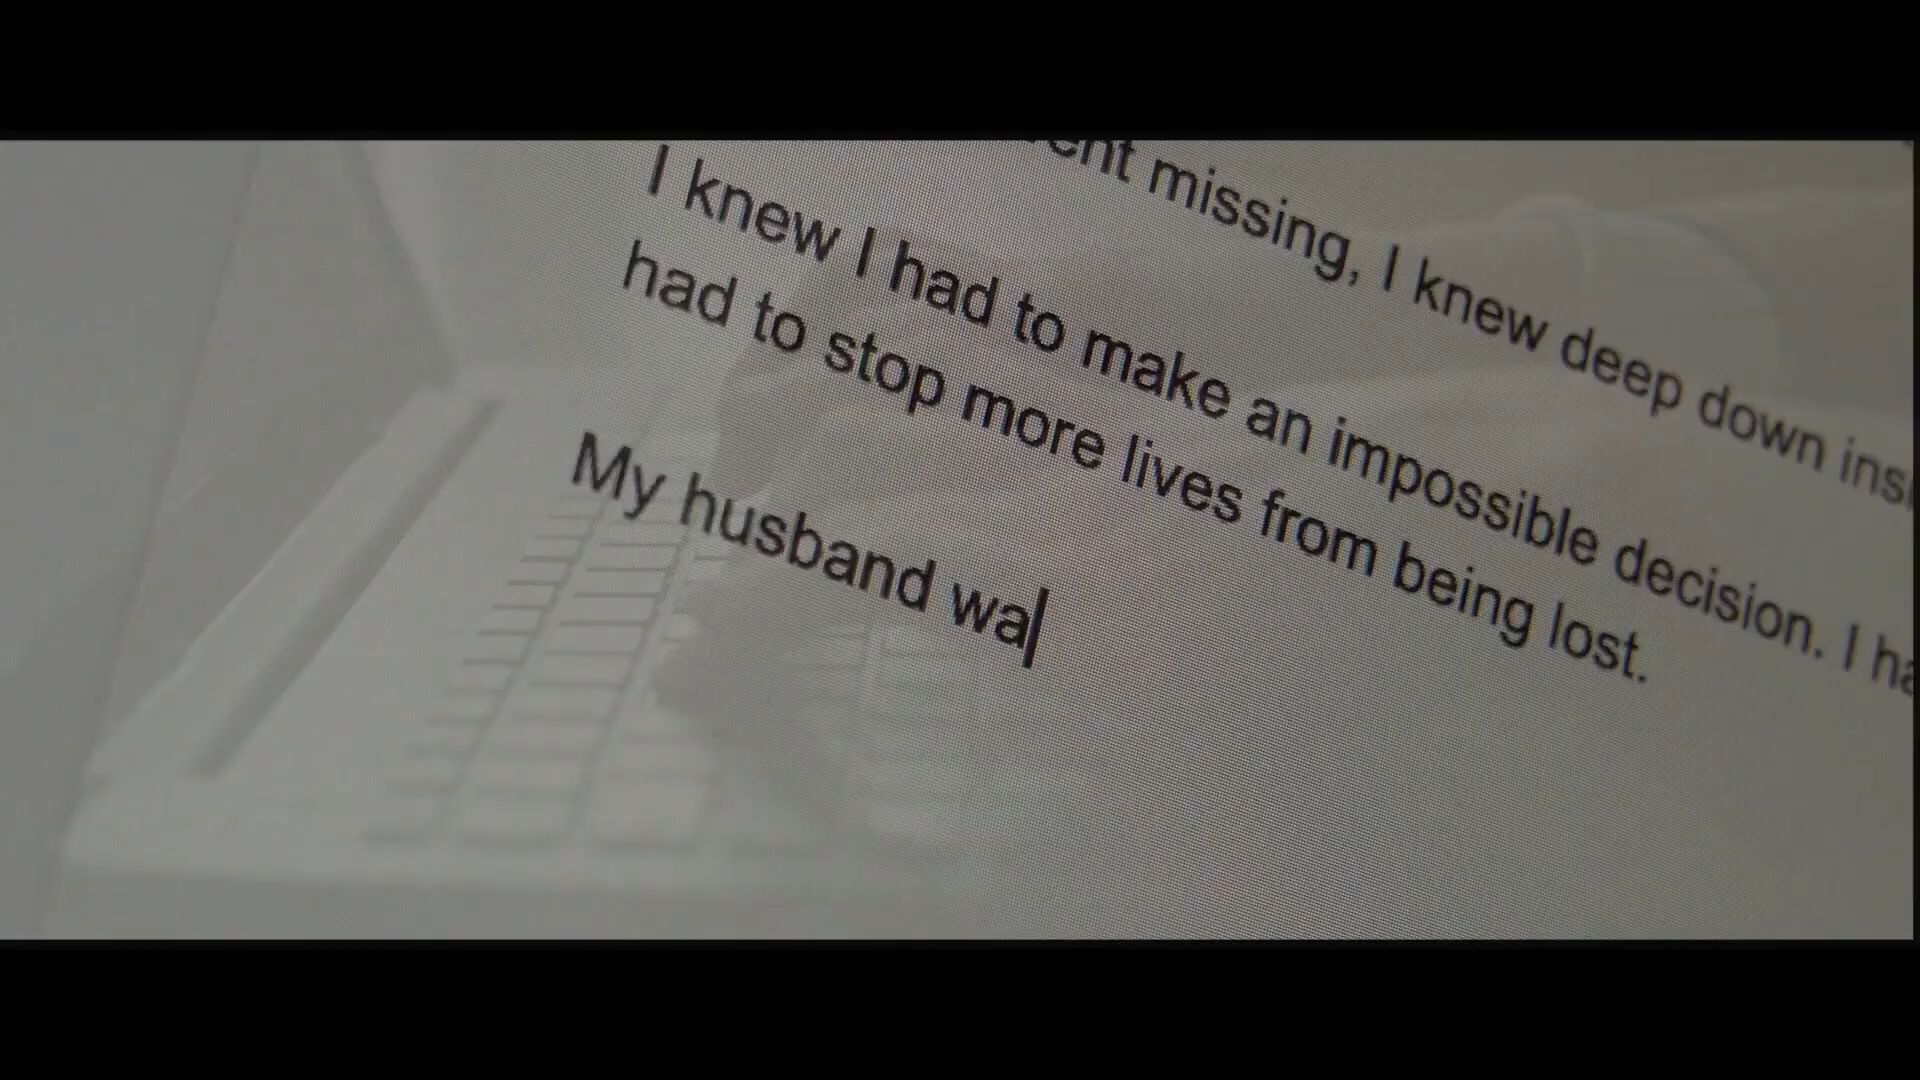 missing, I knew deep down
I knew I had to make an impossible decision. I
had to stop more lives from being lost.
My husband wa